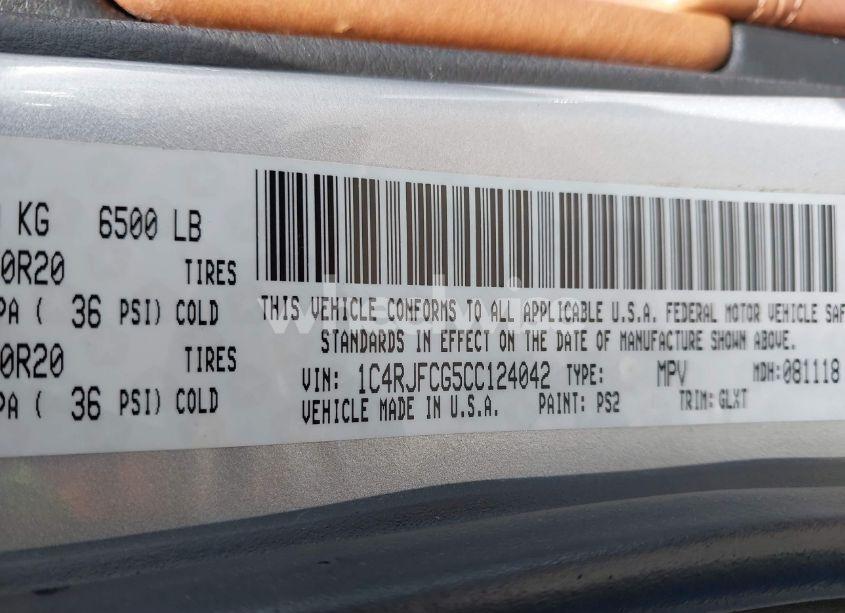 KG 6500 LB
0R20 TIRES
PA ( 36 PSI) COLD
0R20 TIRES
PA ( 36 PSI) COLD
THIS VEHICLE CONFORMS TO ALL APPLICABLE U.S.A. FEDERAL MOTOR VEHICLE SAF
STANDARDS IN EFFECT ON THE DATE OF MANUFACTURE SHOWN ABOVE.
VIN: 1C4RJFCG5CC124042 TYPE: MPV MDH: 081118
VEHICLE MADE IN U.S.A. PAINT: PS2 TRIM: GLXT